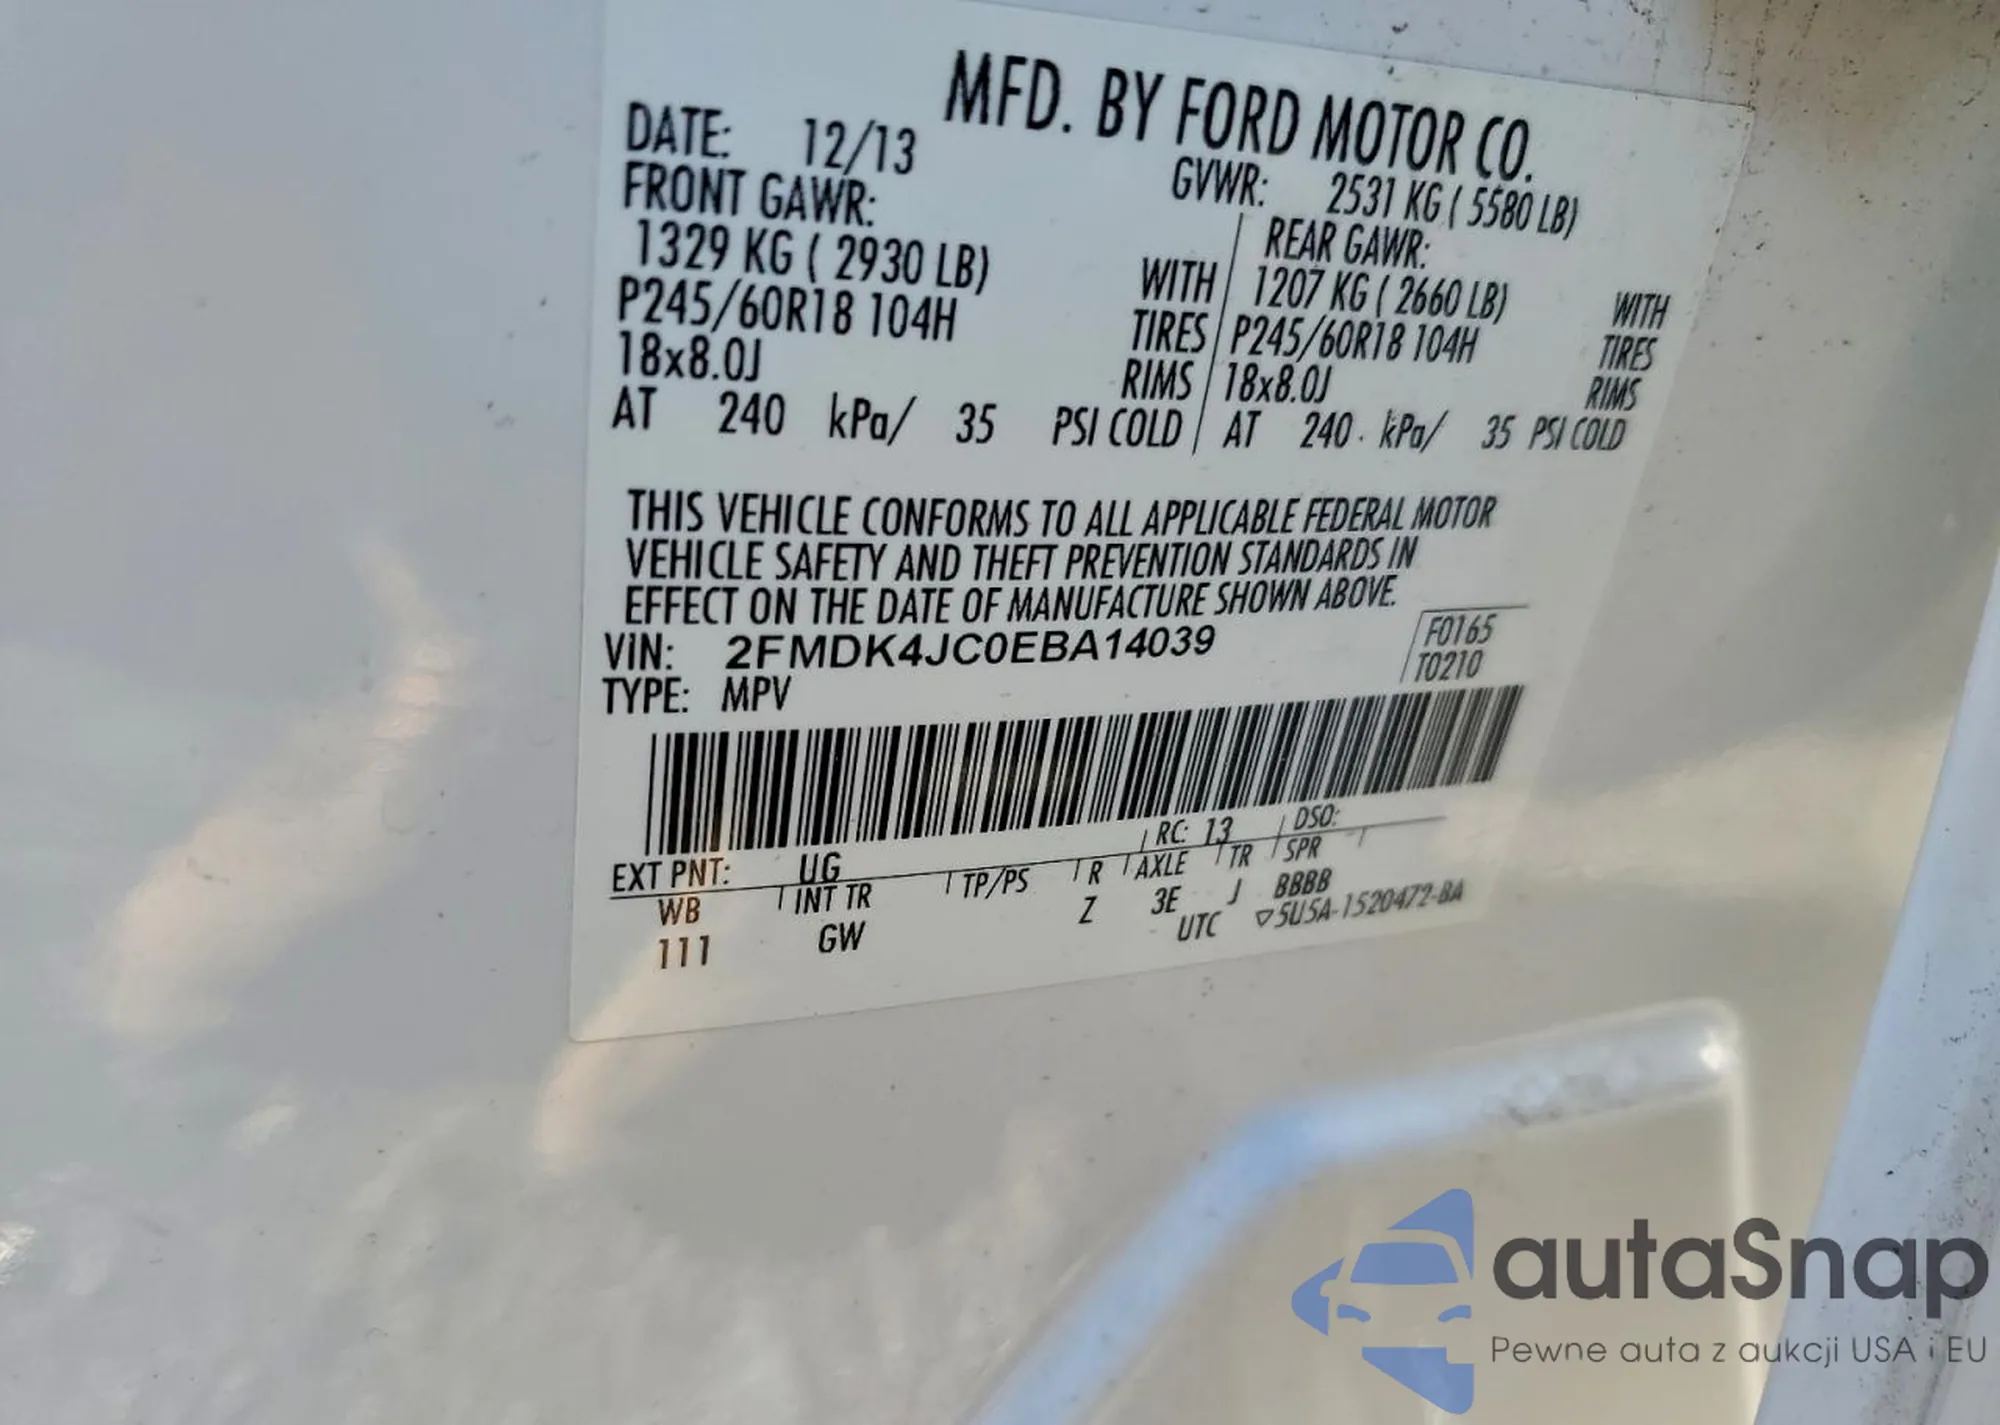 MFD. BY FORD MOTOR CO.
DATE: 12/13
GVWR: 2531 KG ( 5580 LB)
FRONT GAWR:
REAR GAWR:
1329 KG ( 2930 LB) WITH
1207 KG ( 2660 LB) WITH
P245/60R18 104H TIRES
P245/60R18 104H TIRES
18x8.0J RIMS
18x8.0J RIMS
AT 240 kPa/ 35 PSI COLD
AT 240 kPa/ 35 PSI COLD
THIS VEHICLE CONFORMS TO ALL APPLICABLE FEDERAL MOTOR
VEHICLE SAFETY AND THEFT PREVENTION STANDARDS IN
EFFECT ON THE DATE OF MANUFACTURE SHOWN ABOVE.
F0165
T0210
VIN: 2FMDK4JC0EBA14039
TYPE: MPV
EXT PNT: UG RC: 13 DSO:
WB INT TR TP/PS R AXLE TR SPR
111 GW Z 3E J BBBB
UTC ▽5U5A-1520472-BA
autaSnap
Pewne auta z aukcji USA i EU